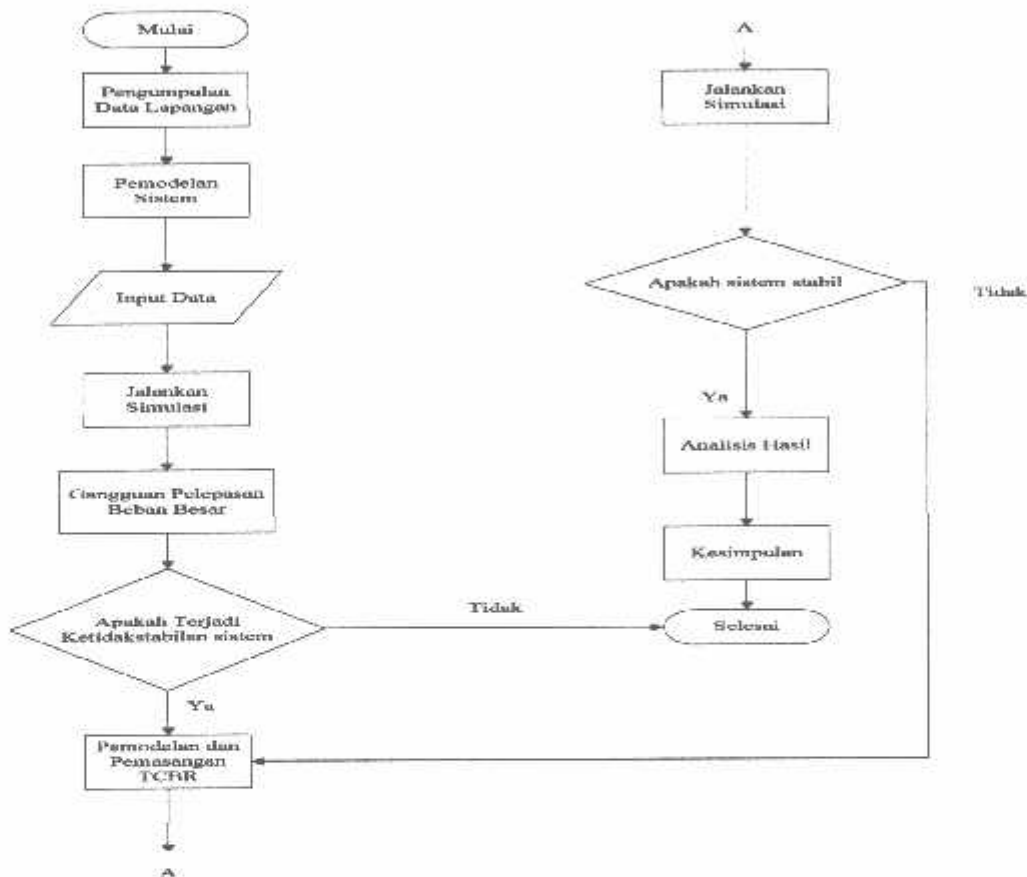 Mulai
Pengumpulan
Data Lapangan
Pemodelan
Sistem
Input Data
Jalankan
Simulasi
Gangguan Pelepasan
Beban Besar
Apakah Terjadi
Ketidakstabilan sistem
Tidak
Ya
Pemodelan dan
Pemasangan
TCBR
A
A
Jalankan
Simulasi
Apakah sistem stabil
Tidak
Ya
Analisis Hasil
Kesimpulan
Selesai